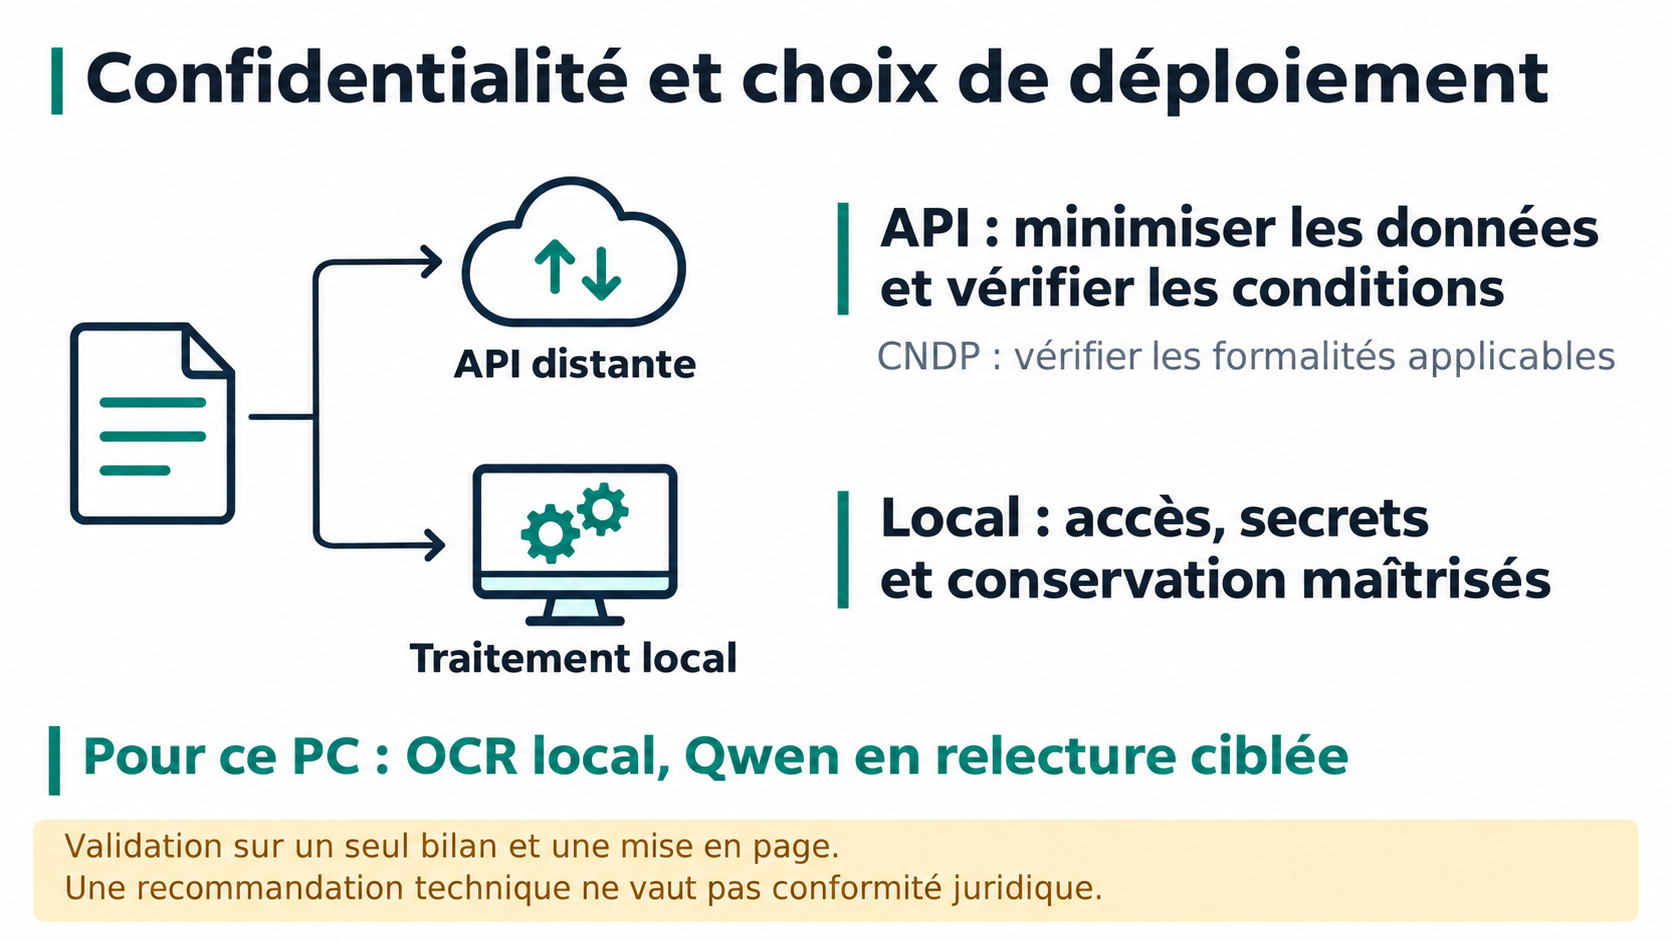 Confidentialité et choix de déploiement
API distante
API : minimiser les données
et vérifier les conditions
CNDP : vérifier les formalités applicables
Traitement local
Local : accès, secrets
et conservation maîtrisés
Pour ce PC : OCR local, Qwen en relecture ciblée
Validation sur un seul bilan et une mise en page.
Une recommandation technique ne vaut pas conformité juridique.